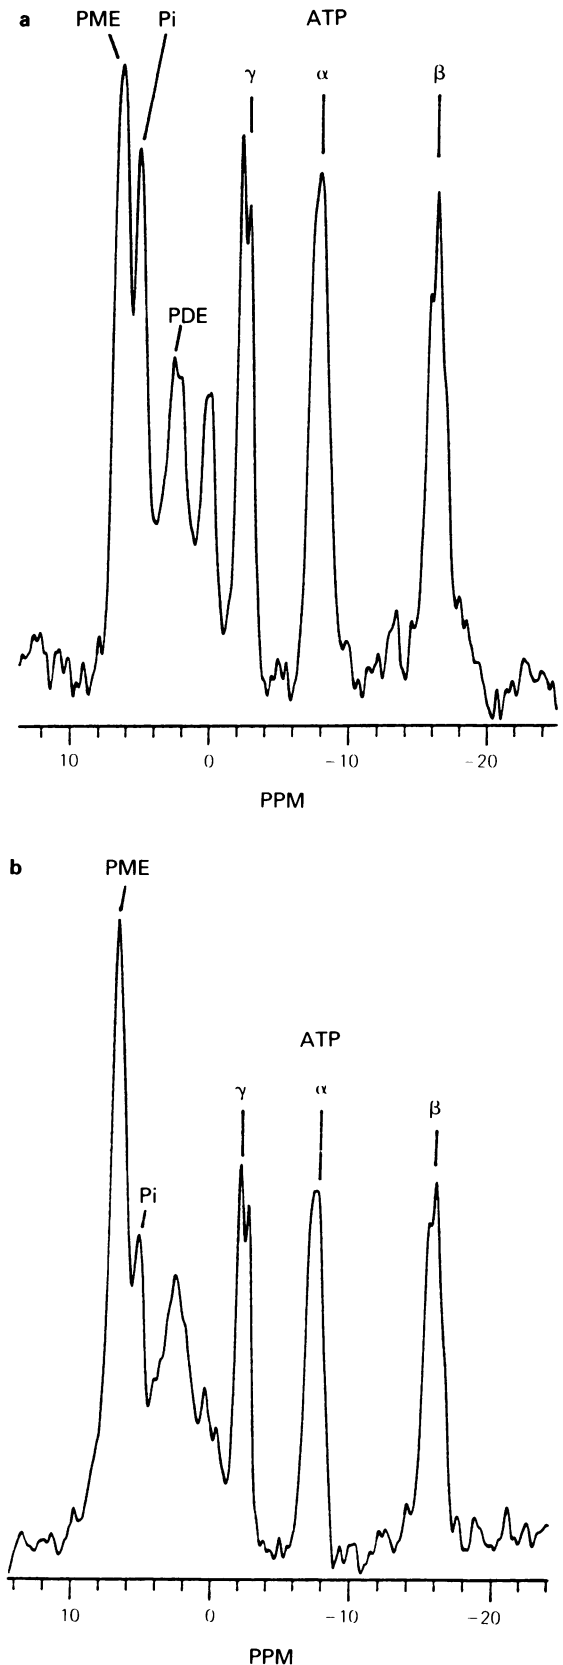 a PME Pi ATP
γ α β
PDE
10 0 -10 -20
PPM
b PME
ATP
γ α β
Pi
10 0 -10 -20
PPM